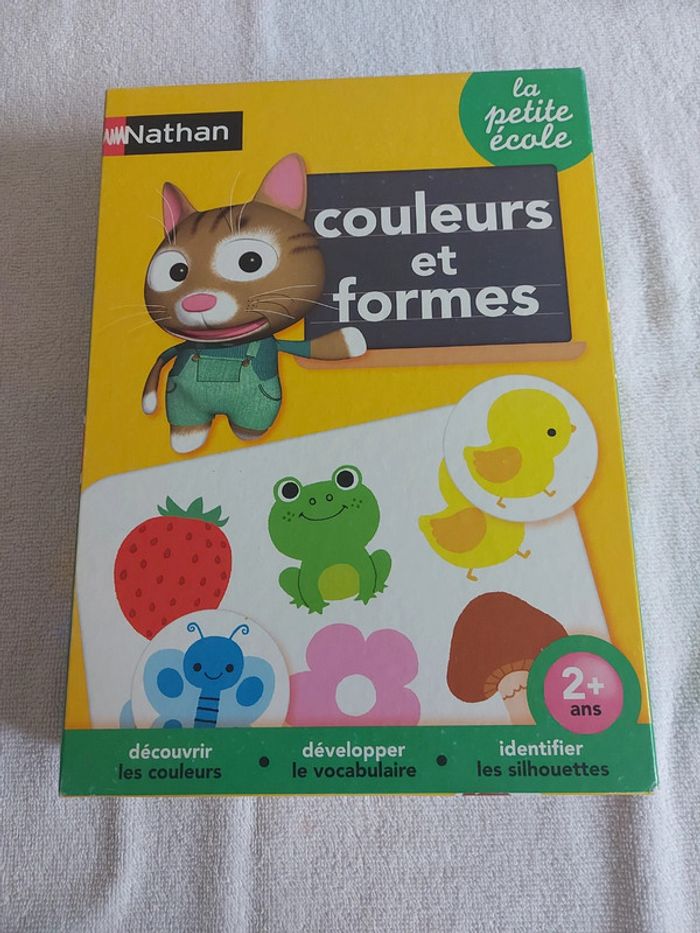 Nathan
la
petite
école
couleurs
et
formes
2+
ans
découvrir
les couleurs
•
développer
le vocabulaire
•
identifier
les silhouettes